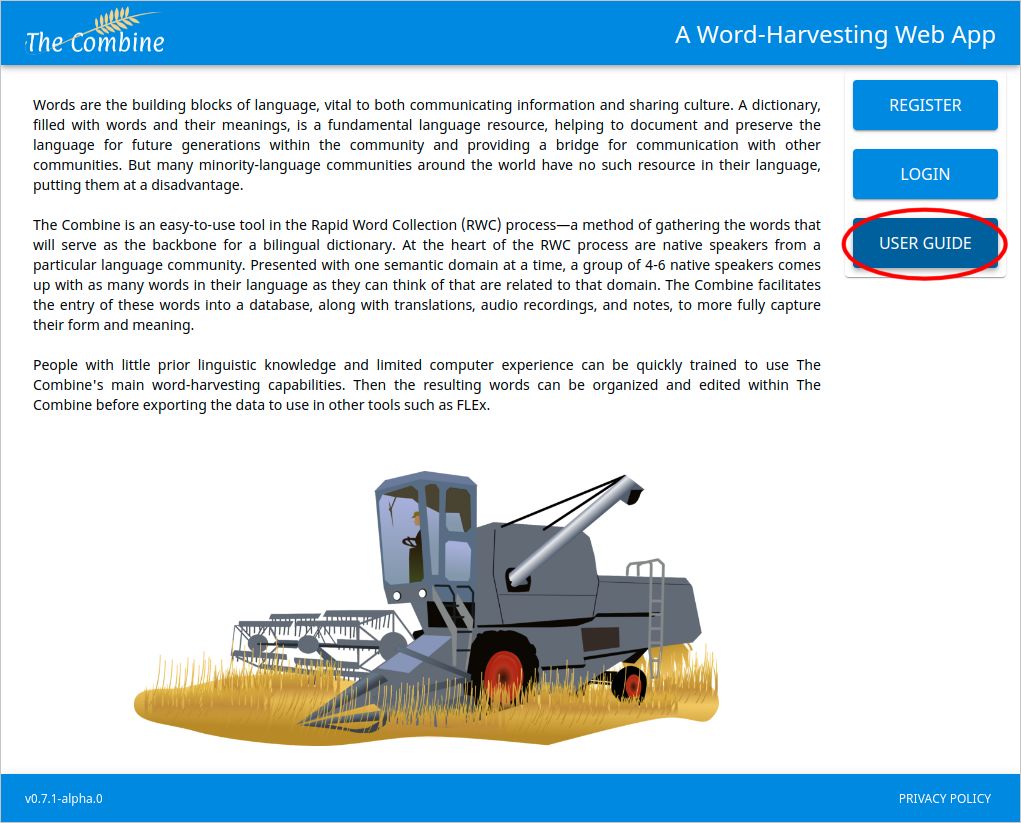 The Combine
A Word-Harvesting Web App
Words are the building blocks of language, vital to both communicating information and sharing culture. A dictionary,
filled with words and their meanings, is a fundamental language resource, helping to document and preserve the
language for future generations within the community and providing a bridge for communication with other
communities. But many minority-language communities around the world have no such resource in their language,
putting them at a disadvantage.
The Combine is an easy-to-use tool in the Rapid Word Collection (RWC) process—a method of gathering the words that
will serve as the backbone for a bilingual dictionary. At the heart of the RWC process are native speakers from a
particular language community. Presented with one semantic domain at a time, a group of 4-6 native speakers comes
up with as many words in their language as they can think of that are related to that domain. The Combine facilitates
the entry of these words into a database, along with translations, audio recordings, and notes, to more fully capture
their form and meaning.
People with little prior linguistic knowledge and limited computer experience can be quickly trained to use The
Combine's main word-harvesting capabilities. Then the resulting words can be organized and edited within The
Combine before exporting the data to use in other tools such as FLEx.
REGISTER
LOGIN
USER GUIDE
v0.7.1-alpha.0
PRIVACY POLICY